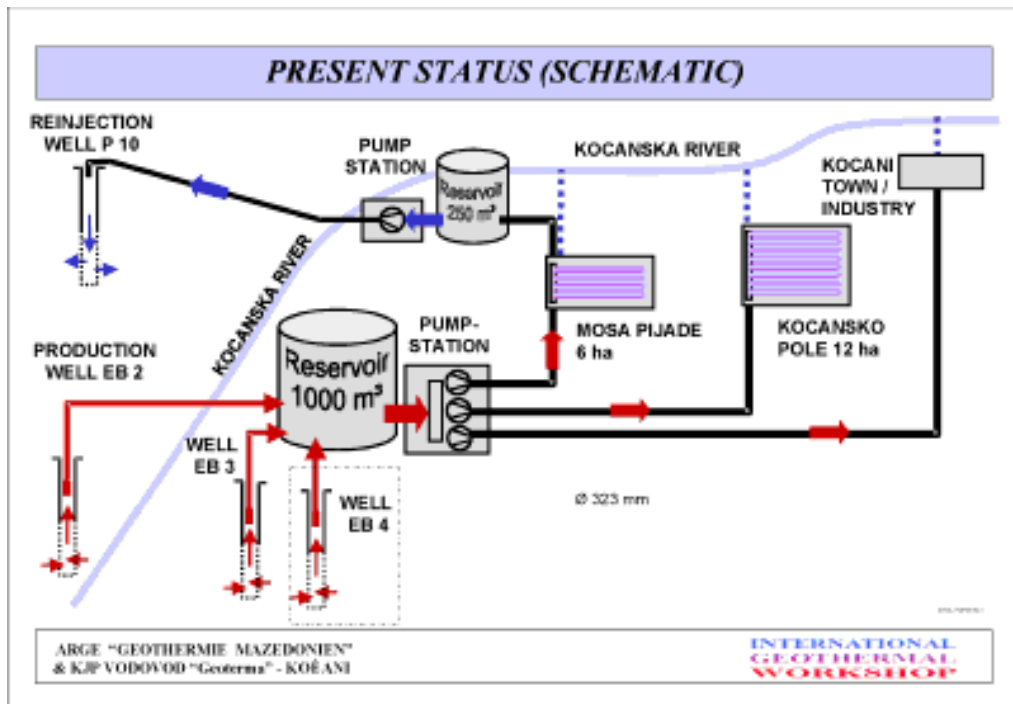 PRESENT STATUS (SCHEMATIC)
REINJECTION
WELL P 10
PUMP
STATION
Reservoir
250 m³
KOCANSKA RIVER
KOCANI
TOWN /
INDUSTRY
KOCANSKA RIVER
PRODUCTION
WELL EB 2
Reservoir
1000 m³
PUMP-
STATION
MOSA PIJADE
6 ha
KOCANSKO
POLE 12 ha
WELL
EB 3
WELL
EB 4
Ø 323 mm
ARGE "GEOTHERMIE MAZEDONIEN"
& KJP VODOVOD "Geoterma" - KOÈANI
INTERNATIONAL
GEOTHERMAL
WORKSHOP